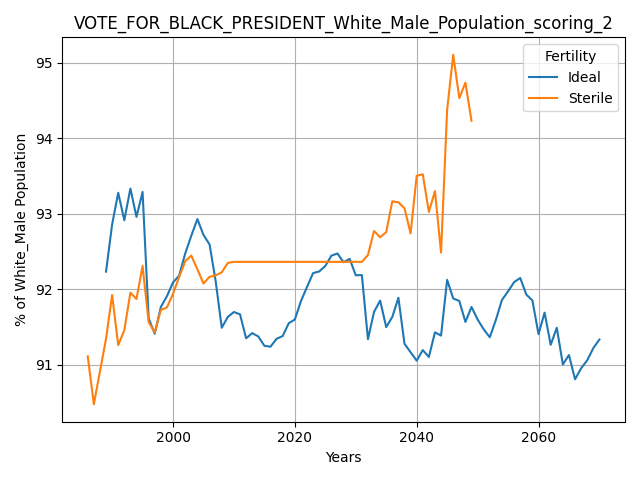 VOTE_FOR_BLACK_PRESIDENT_White_Male_Population_scoring_2
Fertility
Ideal
Sterile
95
94
93
92
91
% of White_Male Population
2000
2020
2040
2060
Years